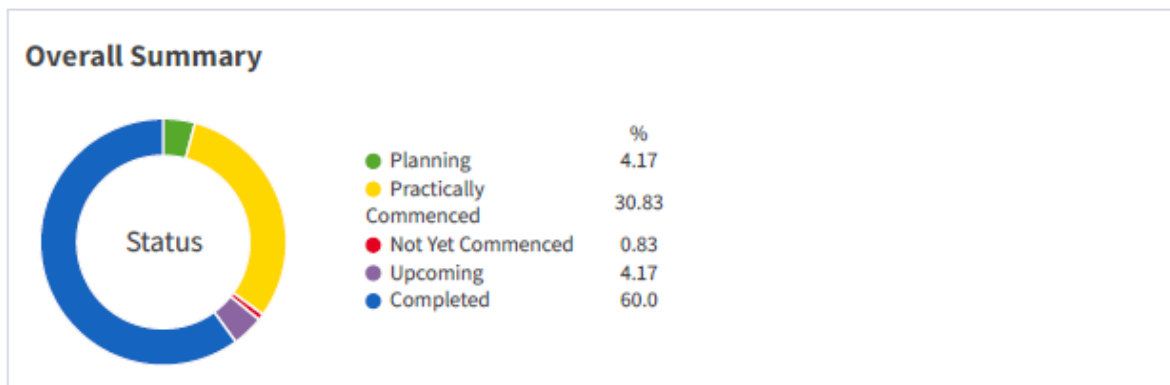 Overall Summary
%
Planning 4.17
Practically
Commenced 30.83
Not Yet Commenced 0.83
Upcoming 4.17
Completed 60.0
Status